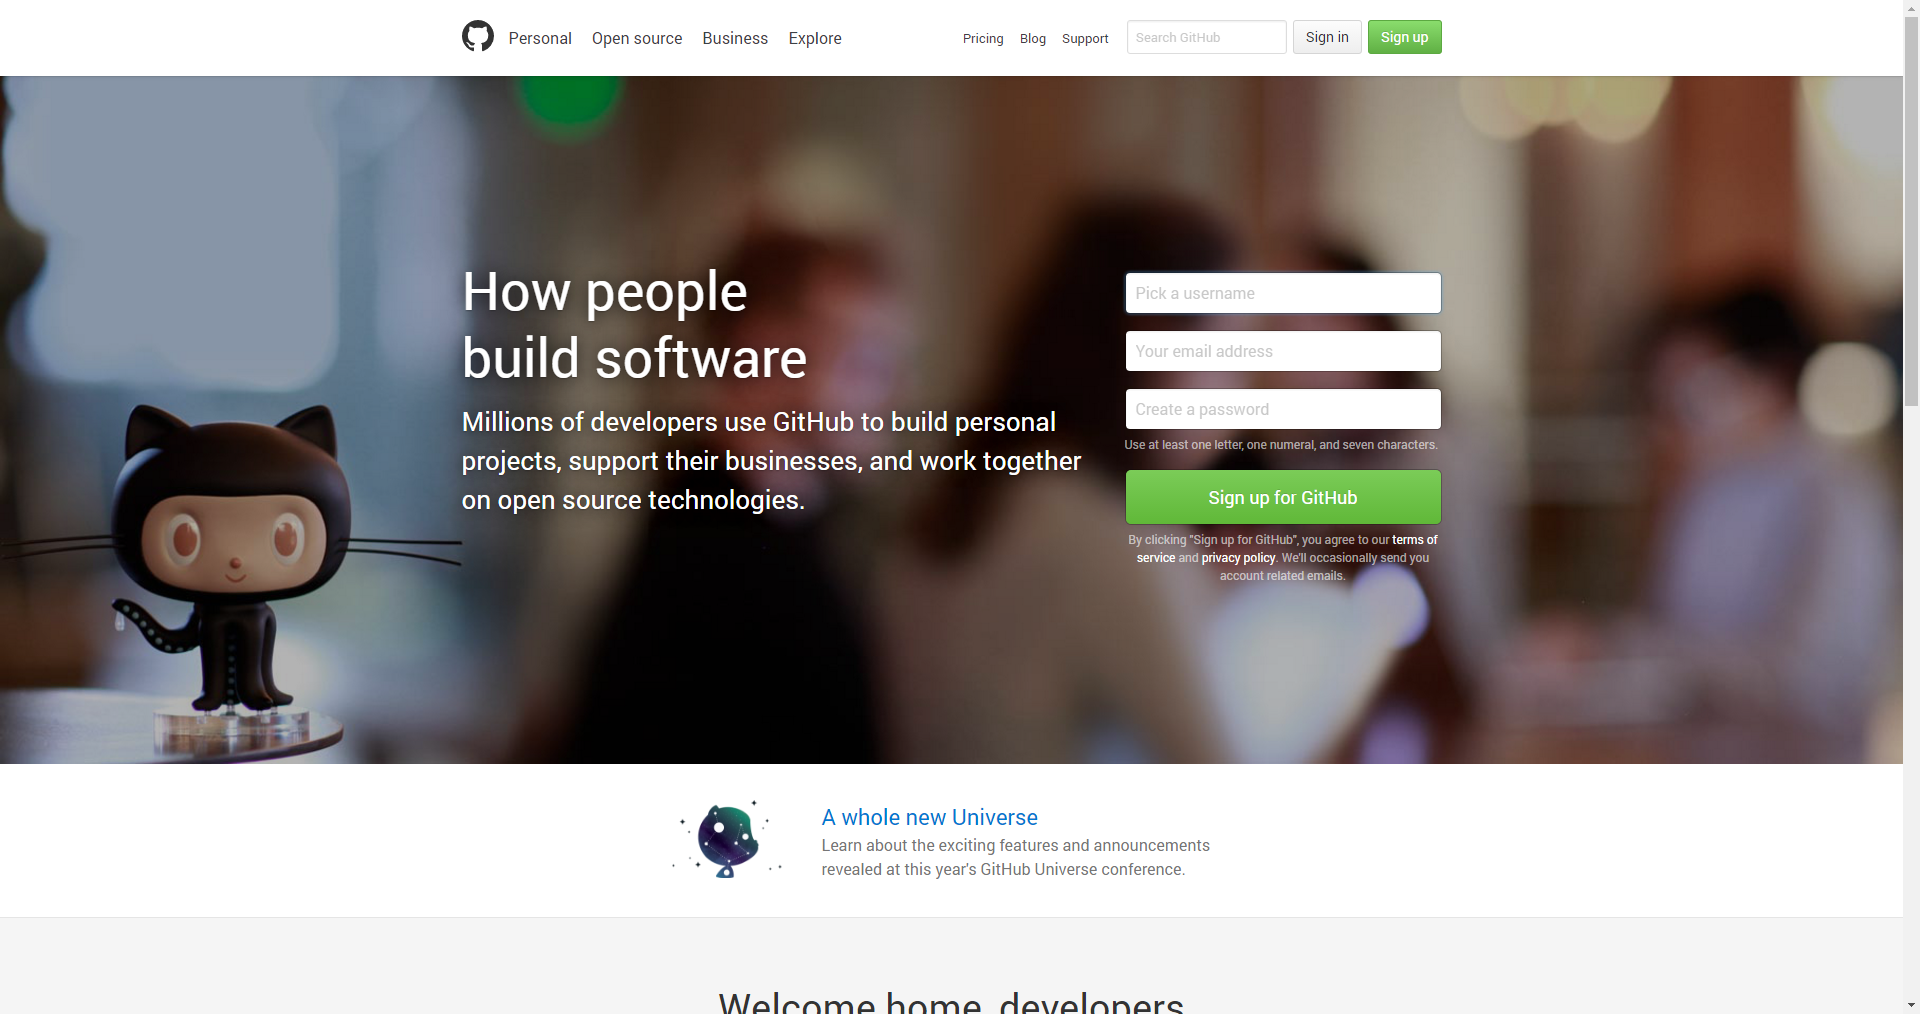 Personal Open source Business Explore Pricing Blog Support Search GitHub Sign in Sign up
How people
build software
Millions of developers use GitHub to build personal
projects, support their businesses, and work together
on open source technologies.
Pick a username
Your email address
Create a password
Use at least one letter, one numeral, and seven characters.
Sign up for GitHub
By clicking "Sign up for GitHub", you agree to our terms of
service and privacy policy. We'll occasionally send you
account related emails.
A whole new Universe
Learn about the exciting features and announcements
revealed at this year's GitHub Universe conference.
Welcome home, developers